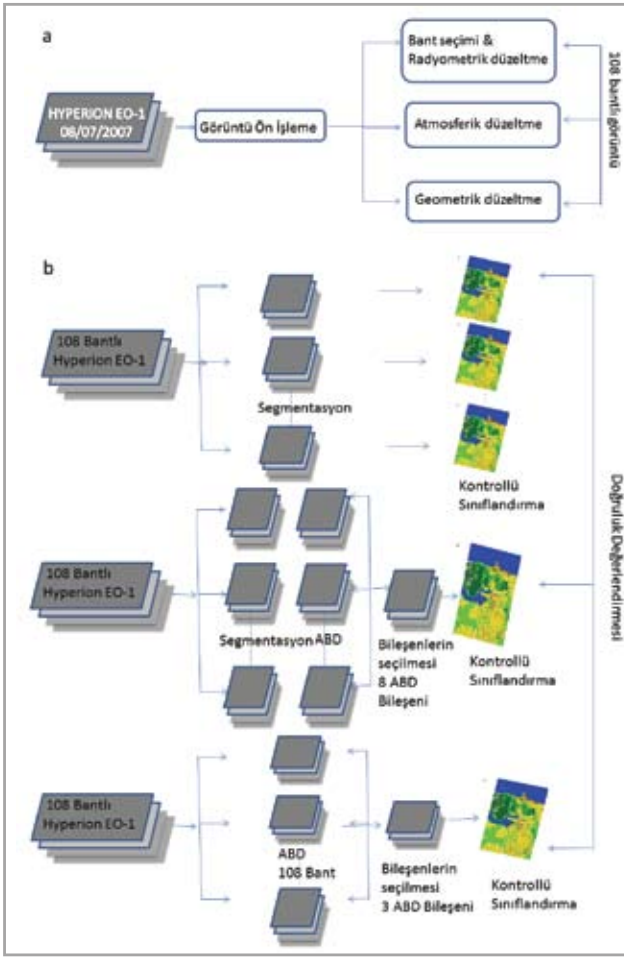 a
HYPERION EO-1
08/07/2007
Görüntü Ön İşleme
Bant seçimi &
Radyometrik düzeltme
Atmosferik düzeltme
Geometrik düzeltme
108 bantlı görüntü
b
108 Bantlı
Hyperion EO-1
Segmentasyon
Kontrollü
Sınıflandırma
108 Bantlı
Hyperion EO-1
Segmentasyon ABD
Bileşenlerin
seçilmesi
8 ABD
Bileşeni
Kontrollü
Sınıflandırma
108 Bantlı
Hyperion EO-1
ABD
108 Bant
Bileşenlerin
seçilmesi
3 ABD Bileşeni
Kontrollü
Sınıflandırma
Doğruluk Değerlendirmesi